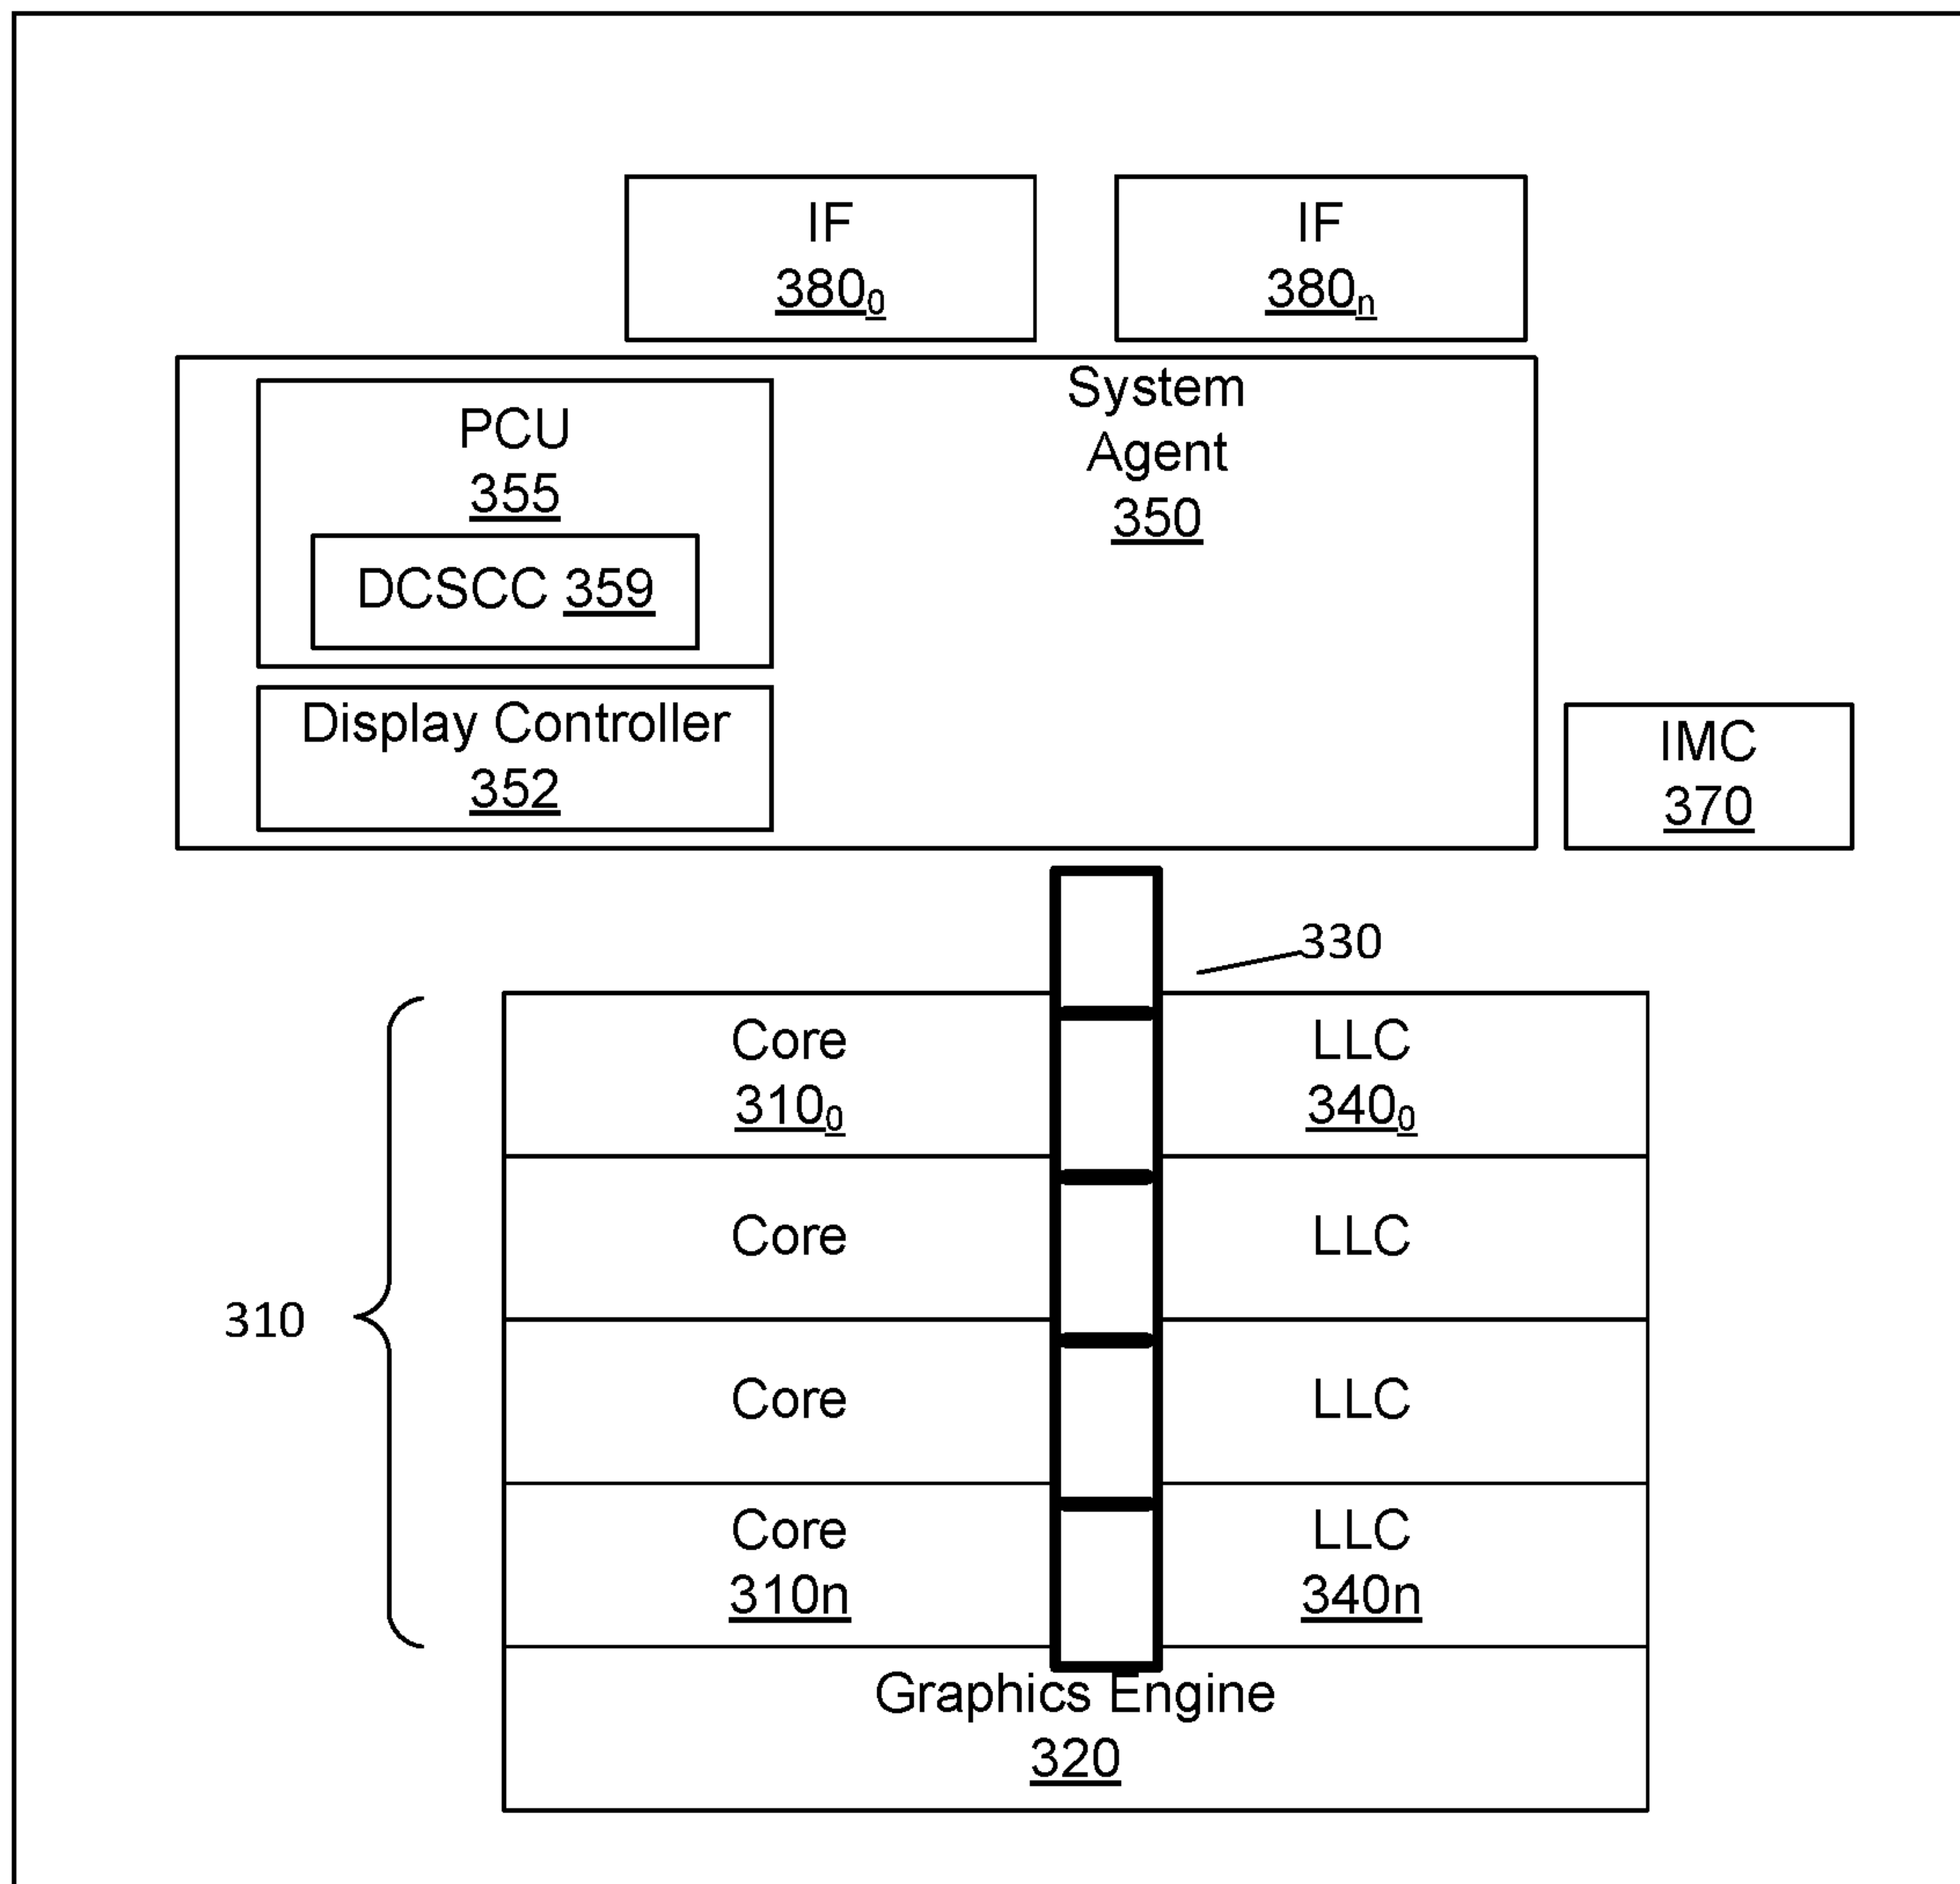 IF
380₀
IF
380ₙ
System
Agent
350
PCU
355
DCSCC 359
Display Controller
352
IMC
370
330
310
Core
310₀
LLC
340₀
Core
LLC
Core
LLC
Core
310n
LLC
340n
Graphics Engine
320